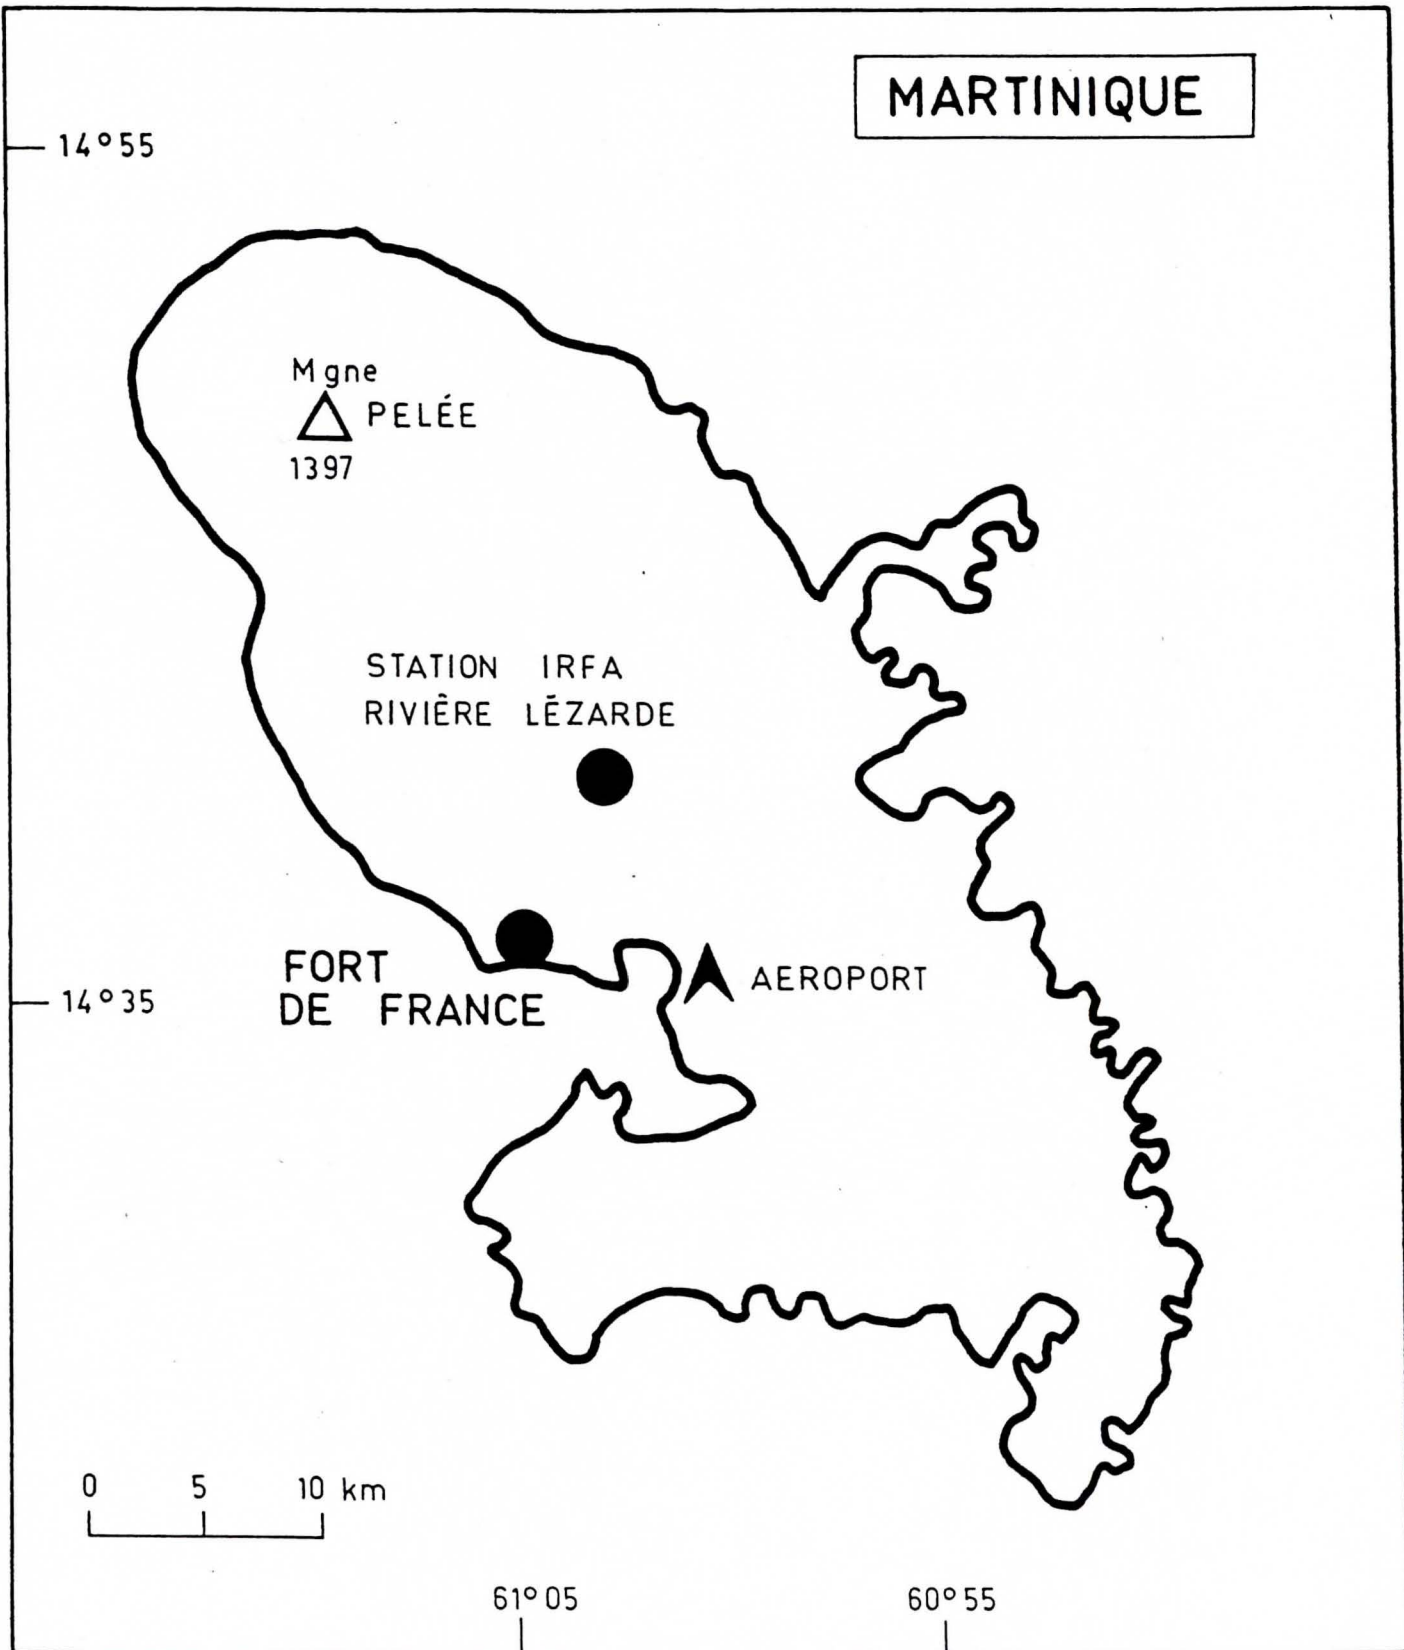 MARTINIQUE
14°55
Mgne
PELÉE
1397
STATION IRFA
RIVIÈRE LÉZARDE
FORT
DE FRANCE
AEROPORT
14°35
0 5 10 km
61°05 60°55